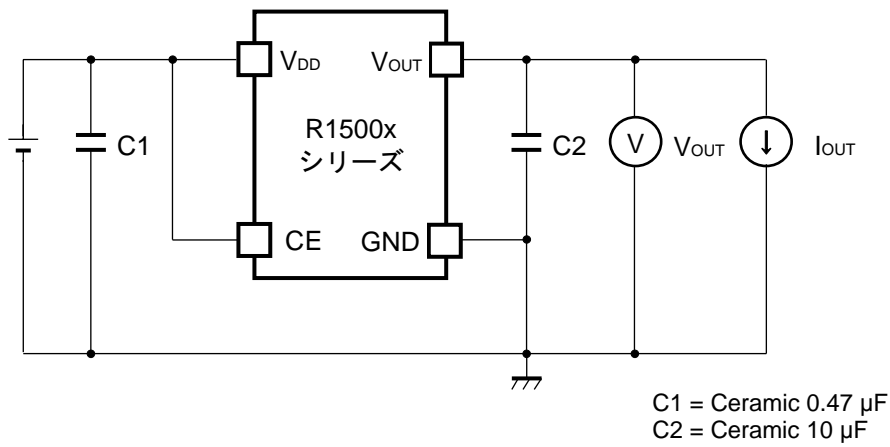 VDD
VOUT
R1500x
シリーズ
C1
C2
V
VOUT
IOUT
CE
GND
C1 = Ceramic 0.47 µF
C2 = Ceramic 10 µF